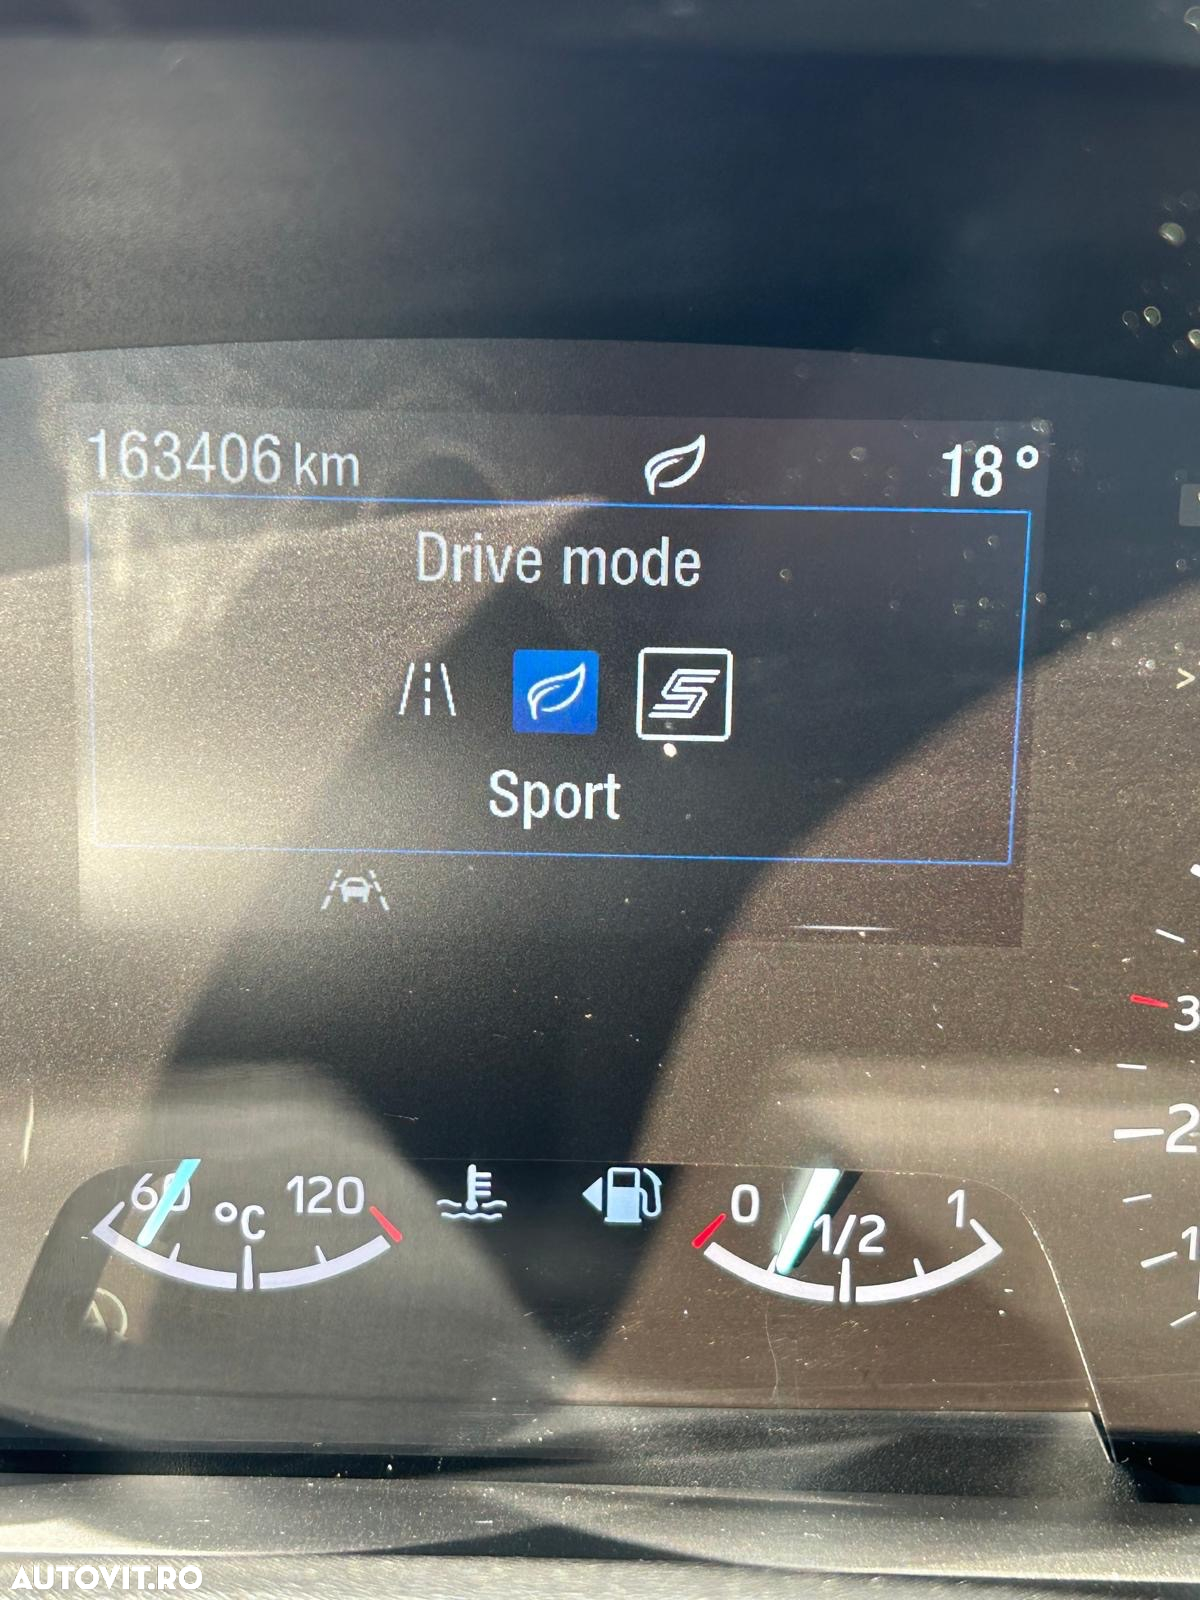 163406 km 18°
Drive mode
S
Sport
60 °C 120 0 1/2 1
3
2
1
A
AUTOVIT.RO